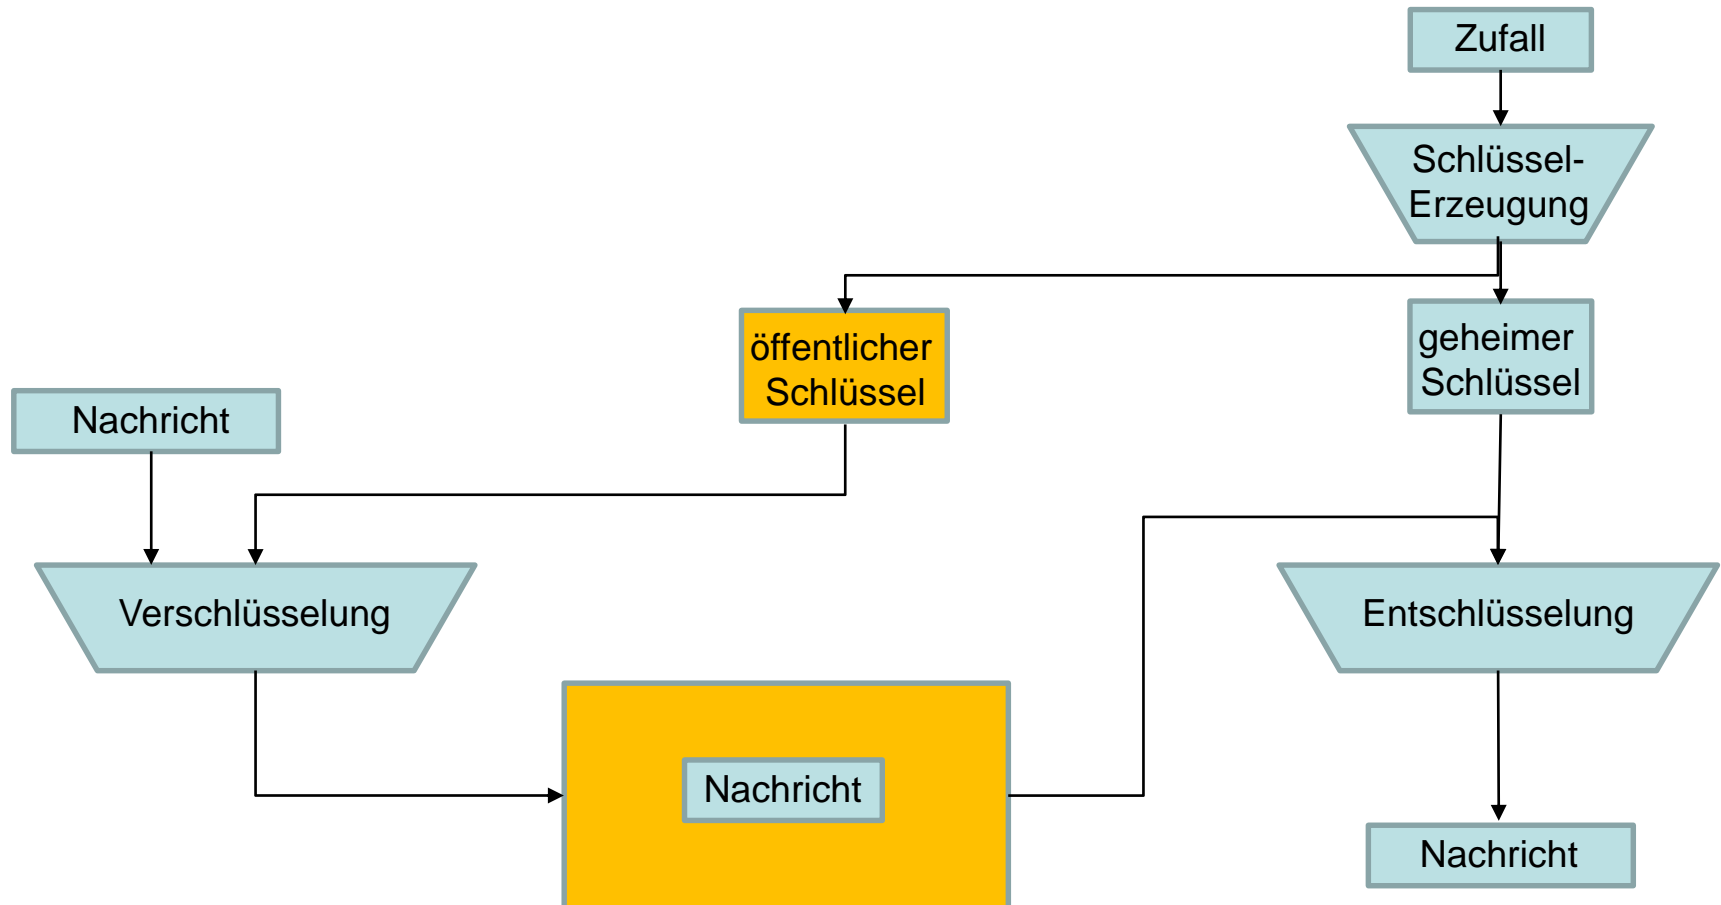 Zufall
Schlüssel-
Erzeugung
öffentlicher
Schlüssel
geheimer
Schlüssel
Nachricht
Verschlüsselung
Entschlüsselung
Nachricht
Nachricht